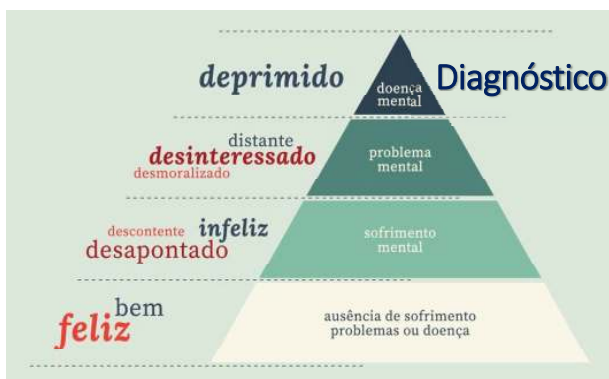 deprimido
doença
mental
Diagnóstico
distante
desinteressado
desmoralizado
problema
mental
descontente infeliz
desapontado
sofrimento
mental
bem
feliz
ausência de sofrimento
problemas ou doença